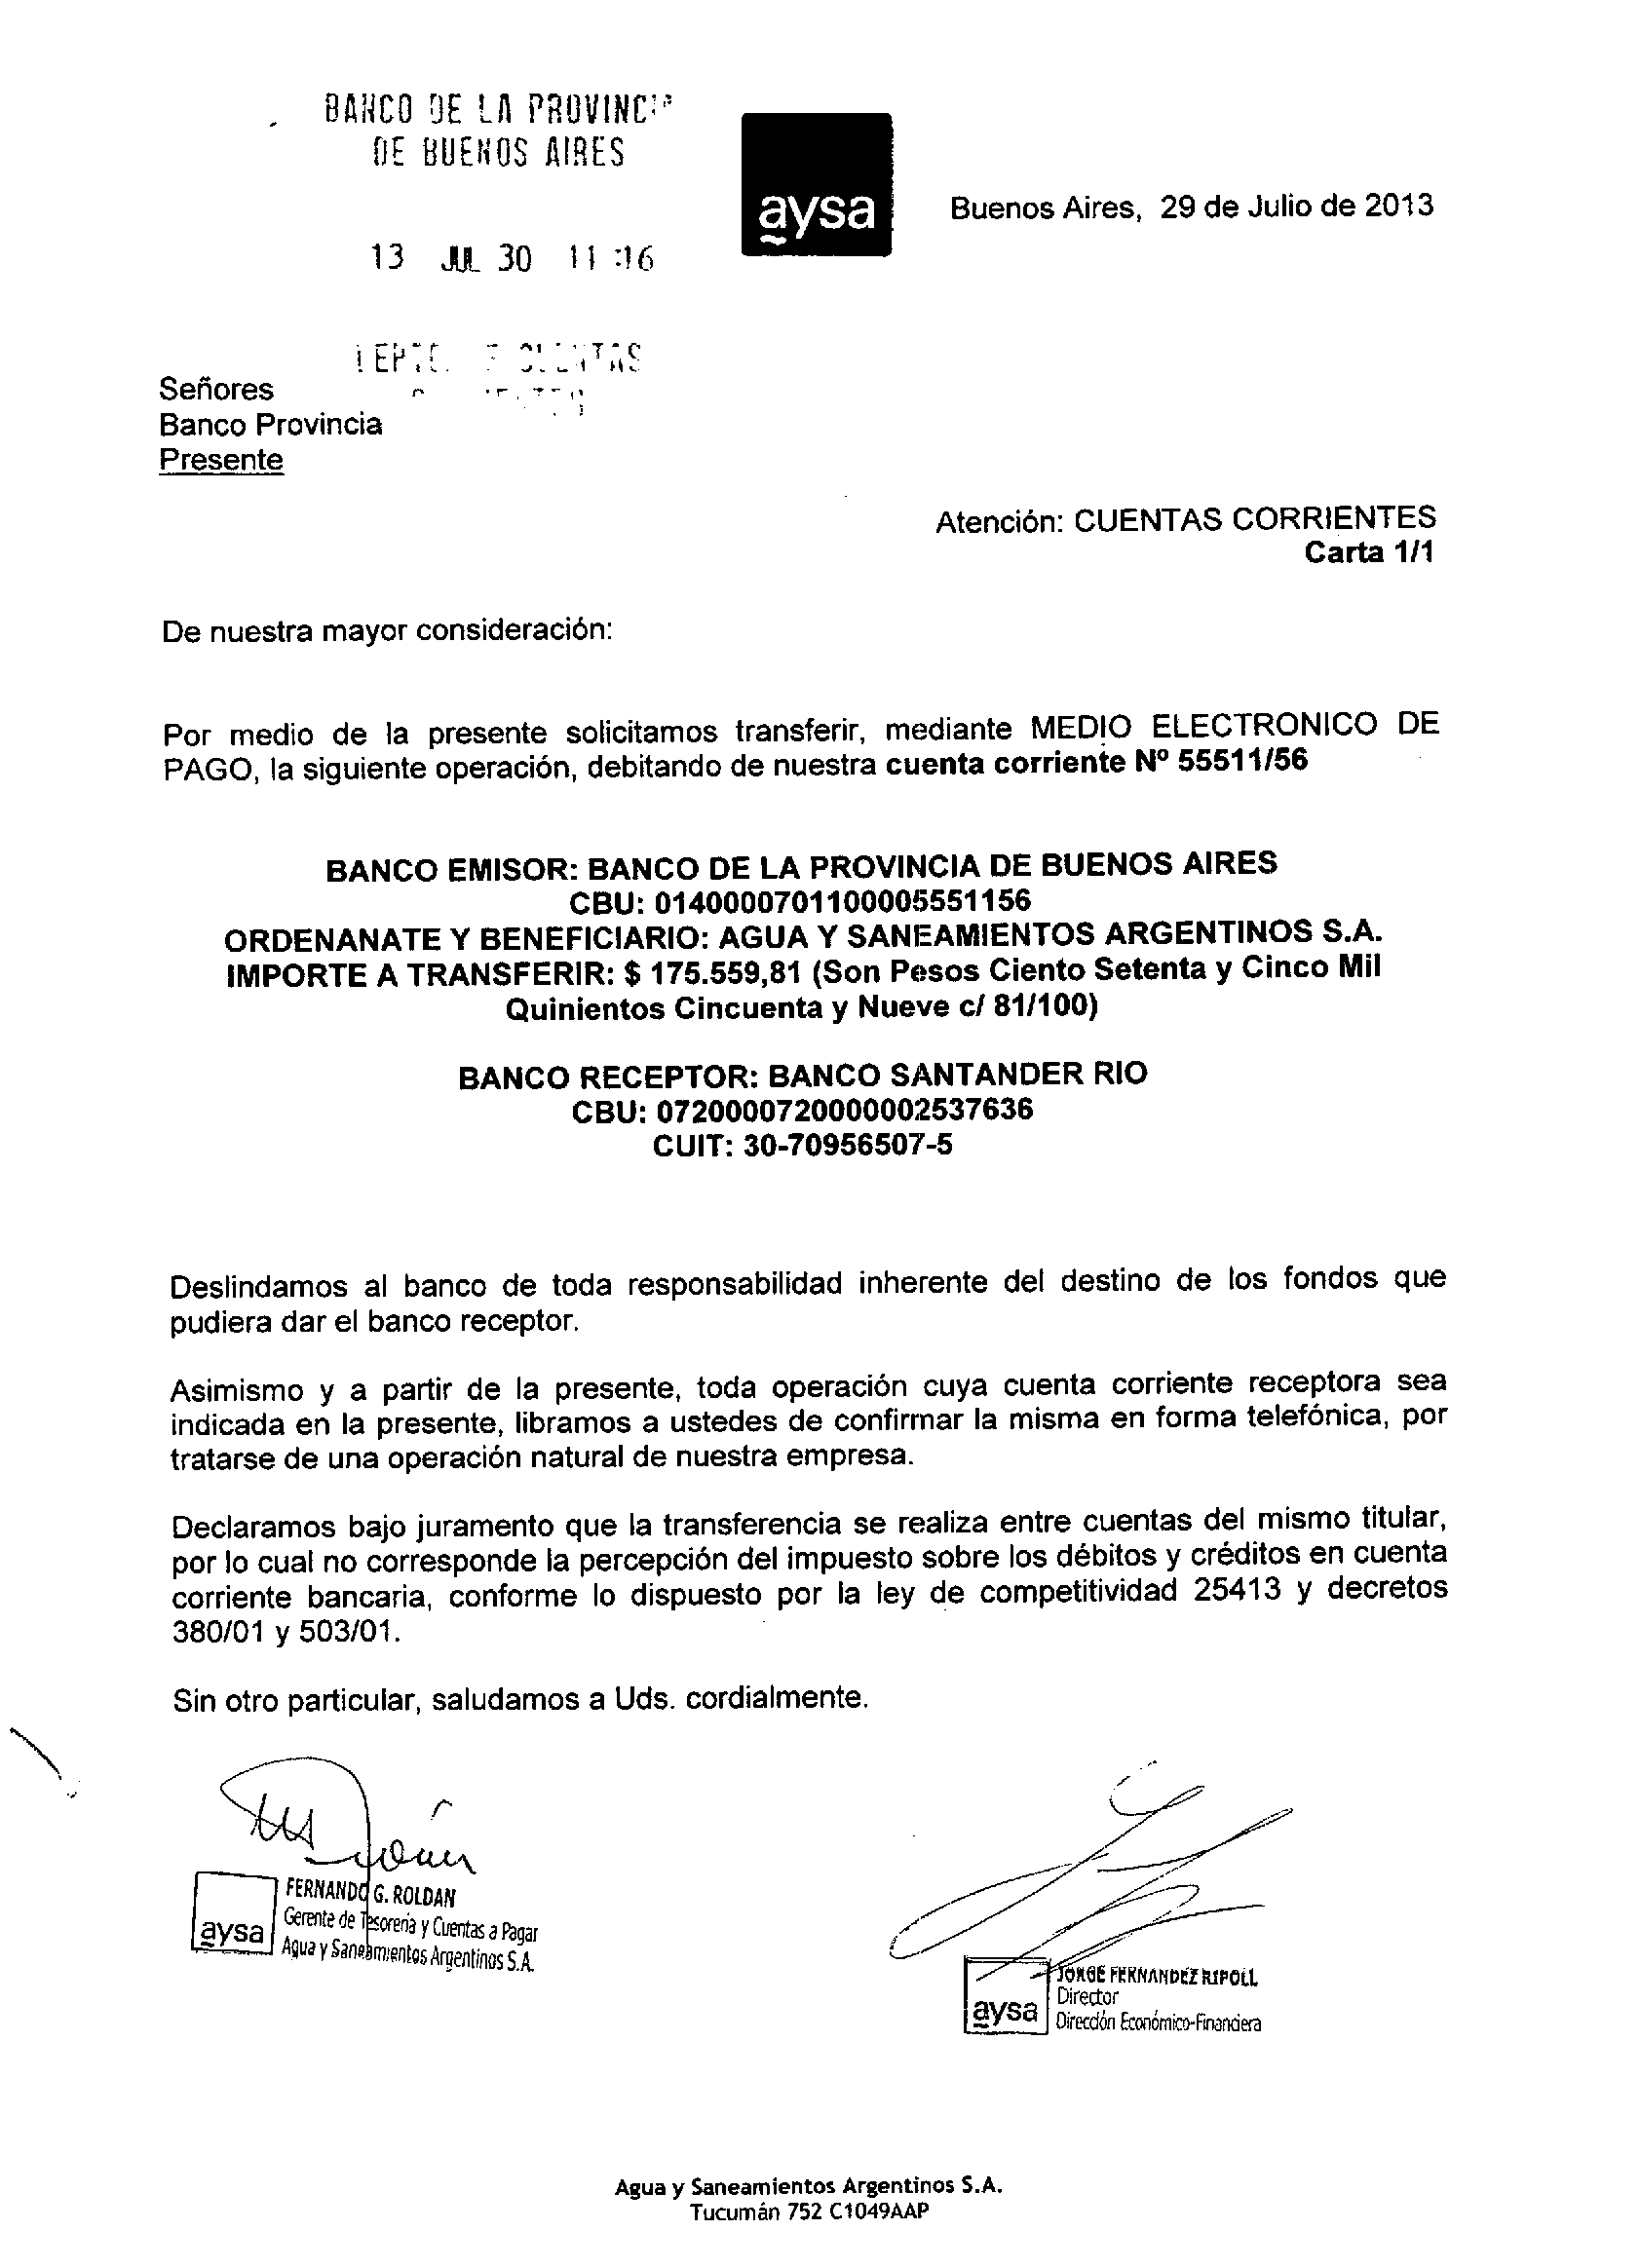 BANCO DE LA PROVINCIA
DE BUENOS AIRES
aysa
Buenos Aires, 29 de Julio de 2013
13 JUL 30 11:16
Señores
Banco Provincia
Presente
Atención: CUENTAS CORRIENTES
Carta 1/1
De nuestra mayor consideración:
Por medio de la presente solicitamos transferir, mediante MEDIO ELECTRONICO DE
PAGO, la siguiente operación, debitando de nuestra cuenta corriente Nº 55511/56
BANCO EMISOR: BANCO DE LA PROVINCIA DE BUENOS AIRES
CBU: 0140000701100005551156
ORDENANATE Y BENEFICIARIO: AGUA Y SANEAMIENTOS ARGENTINOS S.A.
IMPORTE A TRANSFERIR: $ 175.559,81 (Son Pesos Ciento Setenta y Cinco Mil
Quinientos Cincuenta y Nueve c/ 81/100)
BANCO RECEPTOR: BANCO SANTANDER RIO
CBU: 0720000720000002537636
CUIT: 30-70956507-5
Deslindamos al banco de toda responsabilidad inherente del destino de los fondos que
pudiera dar el banco receptor.
Asimismo y a partir de la presente, toda operación cuya cuenta corriente receptora sea
indicada en la presente, libramos a ustedes de confirmar la misma en forma telefónica, por
tratarse de una operación natural de nuestra empresa.
Declaramos bajo juramento que la transferencia se realiza entre cuentas del mismo titular,
por lo cual no corresponde la percepción del impuesto sobre los débitos y créditos en cuenta
corriente bancaria, conforme lo dispuesto por la ley de competitividad 25413 y decretos
380/01 y 503/01.
Sin otro particular, saludamos a Uds. cordialmente.
FERNANDO G. ROLDAN
Gerente de Tesorería y Cuentas a Pagar
Agua y Saneamientos Argentinos S.A.
aysa
JORGE FERNANDEZ RIPOLL
Director
Dirección Económico-Financiera
aysa
Agua y Saneamientos Argentinos S.A.
Tucumán 752 C1049AAP